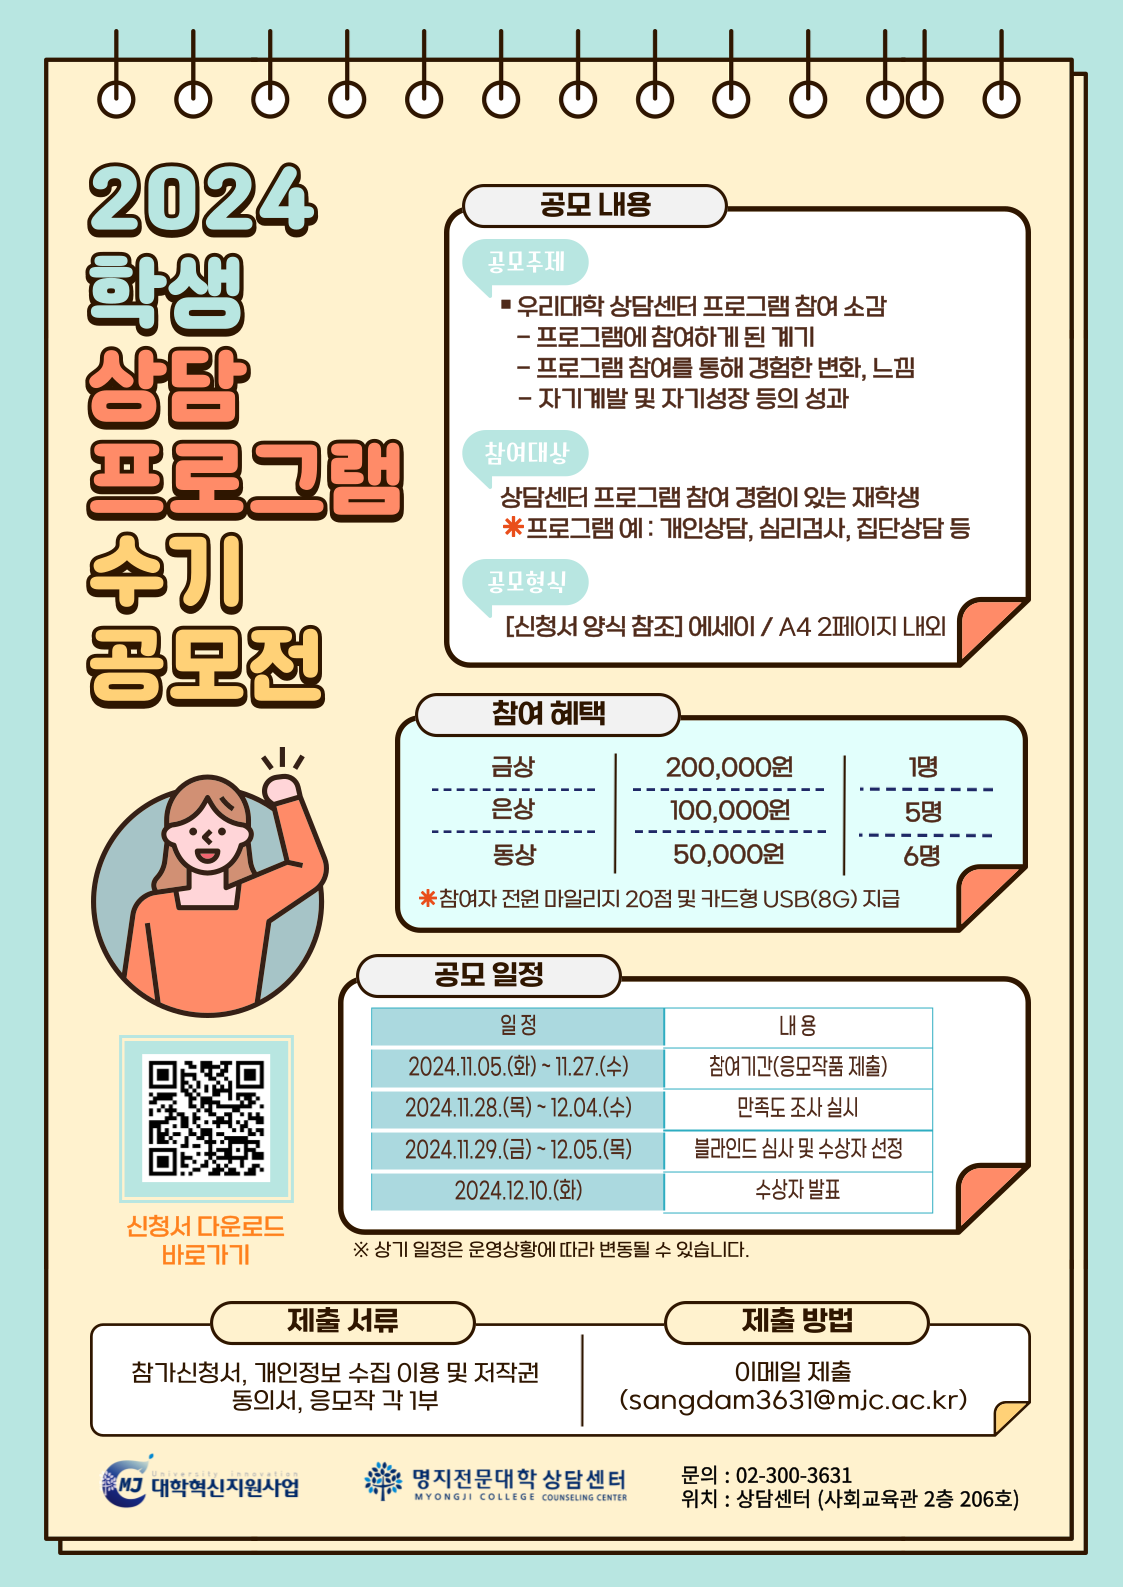 2024
학생
상담
프로그램
수기
공모전
공모 내용
공모주제
▪ 우리대학 상담센터 프로그램 참여 소감
- 프로그램에 참여하게 된 계기
- 프로그램 참여를 통해 경험한 변화, 느낌
- 자기계발 및 자기성장 등의 성과
참여대상
상담센터 프로그램 참여 경험이 있는 재학생
✳프로그램 예 : 개인상담, 심리검사, 집단상담 등
공모형식
[신청서 양식 참조] 에세이 / A4 2페이지 내외
참여 혜택
금상 200,000원 1명
은상 100,000원 5명
동상 50,000원 6명
✳참여자 전원 마일리지 20점 및 카드형 USB(8G) 지급
공모 일정
일 정 내 용
2024.11.05.(화) ~ 11.27.(수) 참여기간(응모작품 제출)
2024.11.28.(목) ~ 12.04.(수) 만족도 조사 실시
2024.11.29.(금) ~ 12.05.(목) 블라인드 심사 및 수상자 선정
2024.12.10.(화) 수상자 발표
※ 상기 일정은 운영상황에 따라 변동될 수 있습니다.
신청서 다운로드
바로가기
제출 서류
참가신청서, 개인정보 수집 이용 및 저작권
동의서, 응모작 각 1부
제출 방법
이메일 제출
(sangdam3631@mjc.ac.kr)
MJ
University innovation
대학혁신지원사업
명지전문대학 상담센터
MYONGJI COLLEGE COUNSELING CENTER
문의 : 02-300-3631
위치 : 상담센터 (사회교육관 2층 206호)